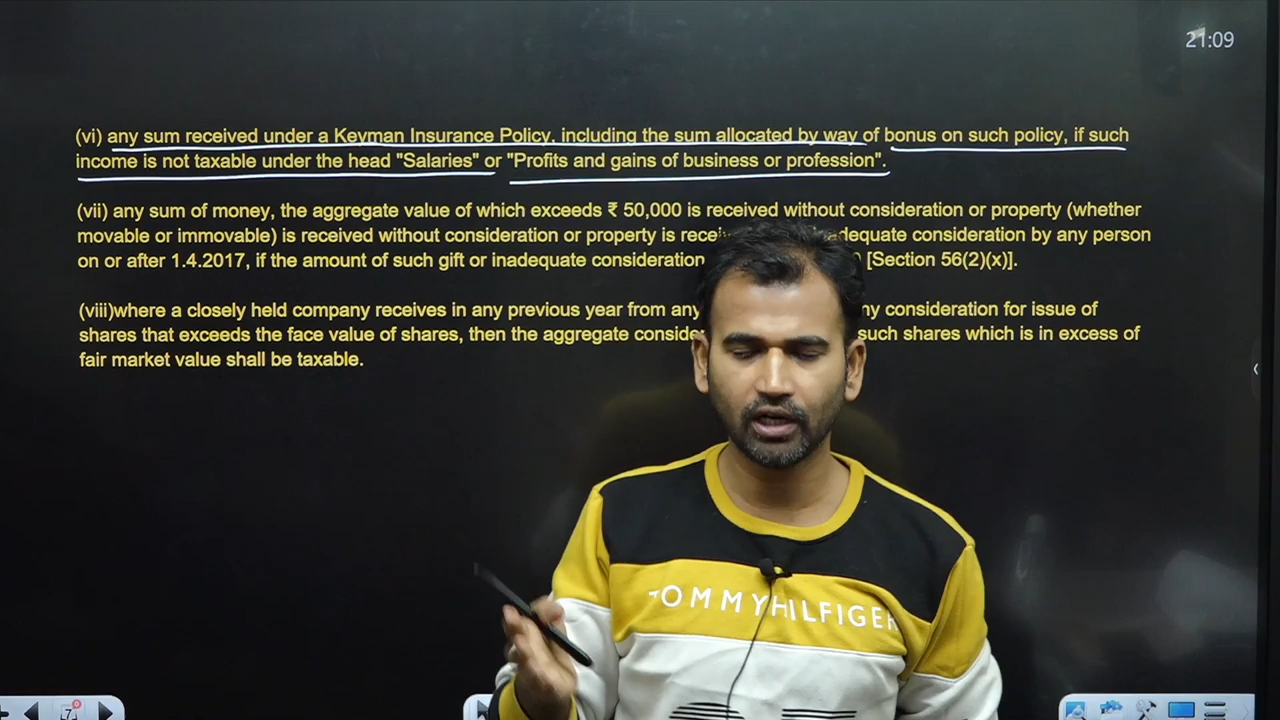 21:09
(vi) any sum received under a Keyman Insurance Policy, including the sum allocated by way of bonus on such policy, if such
income is not taxable under the head "Salaries" or "Profits and gains of business or profession".
(vii) any sum of money, the aggregate value of which exceeds ₹ 50,000 is received without consideration or property (whether
movable or immovable) is received without consideration or property is adequate consideration by any person
on or after 1.4.2017, if the amount of such gift or inadequate consideration [Section 56(2)(x)].
(viii)where a closely held company receives in any previous year from any consideration for issue of
shares that exceeds the face value of shares, then the aggregate such shares which is in excess of
fair market value shall be taxable.
TOMMY HILFIGER
7